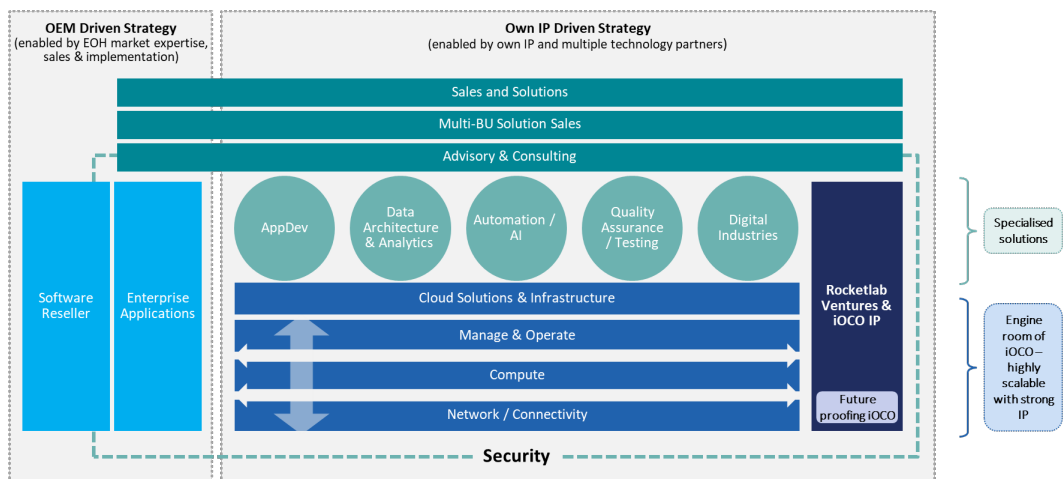 OEM Driven Strategy
(enabled by EOH market expertise,
sales & implementation)
Own IP Driven Strategy
(enabled by own IP and multiple technology partners)
Sales and Solutions
Multi-BU Solution Sales
Advisory & Consulting
Software
Reseller
Enterprise
Applications
AppDev
Data
Architecture
& Analytics
Automation /
AI
Quality
Assurance
/ Testing
Digital
Industries
Cloud Solutions & Infrastructure
Manage & Operate
Compute
Network / Connectivity
Rocketlab
Ventures &
iOCO IP
Future
proofing iOCO
Specialised
solutions
Engine
room of
iOCO –
highly
scalable
with strong
IP
Security